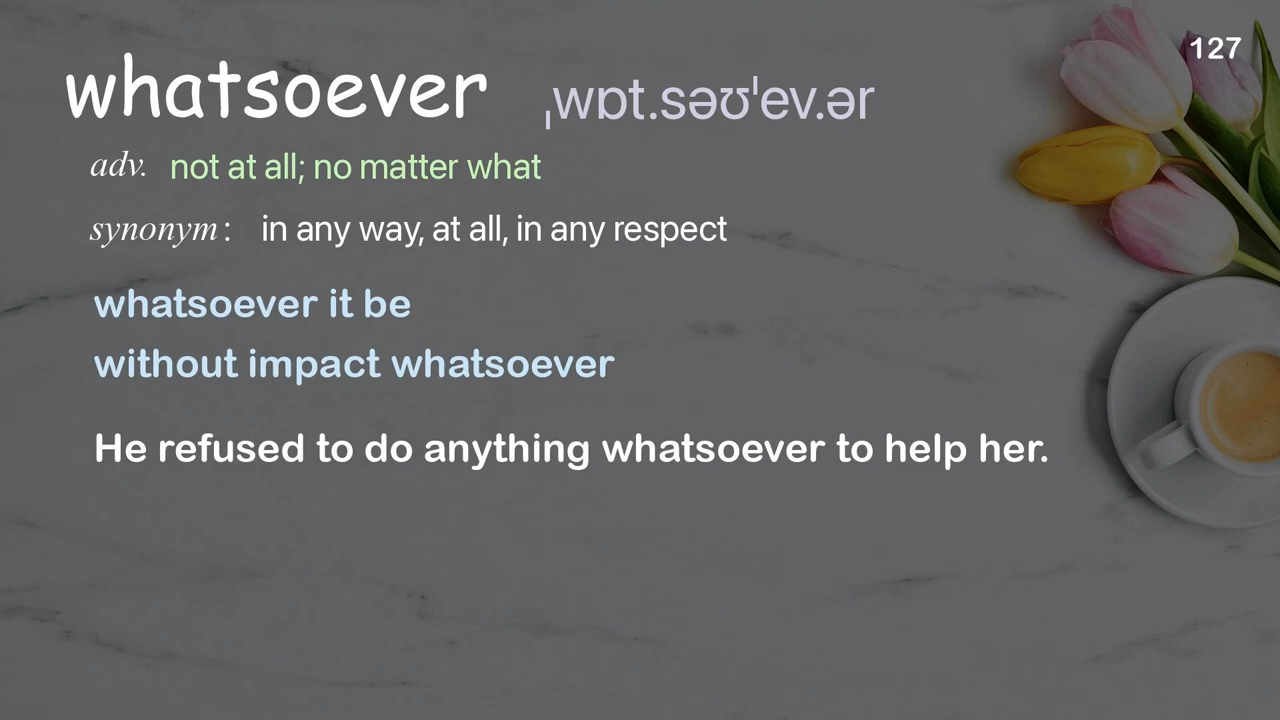 127
whatsoever ˌwɒt.səʊˈev.ər
adv. not at all; no matter what
synonym: in any way, at all, in any respect
whatsoever it be
without impact whatsoever
He refused to do anything whatsoever to help her.